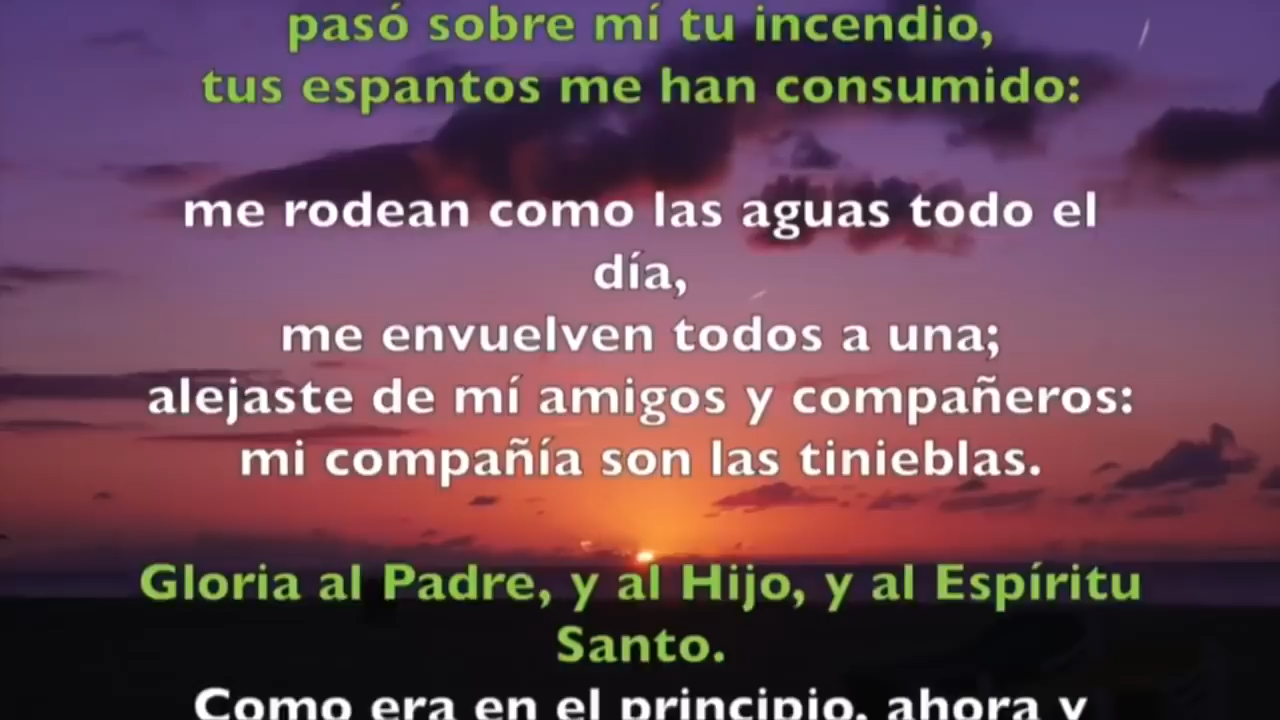 pasó sobre mí tu incendio,
tus espantos me han consumido:
me rodean como las aguas todo el
día,
me envuelven todos a una;
alejaste de mí amigos y compañeros:
mi compañía son las tinieblas.
Gloria al Padre, y al Hijo, y al Espíritu
Santo.
Como era en el principio, ahora y